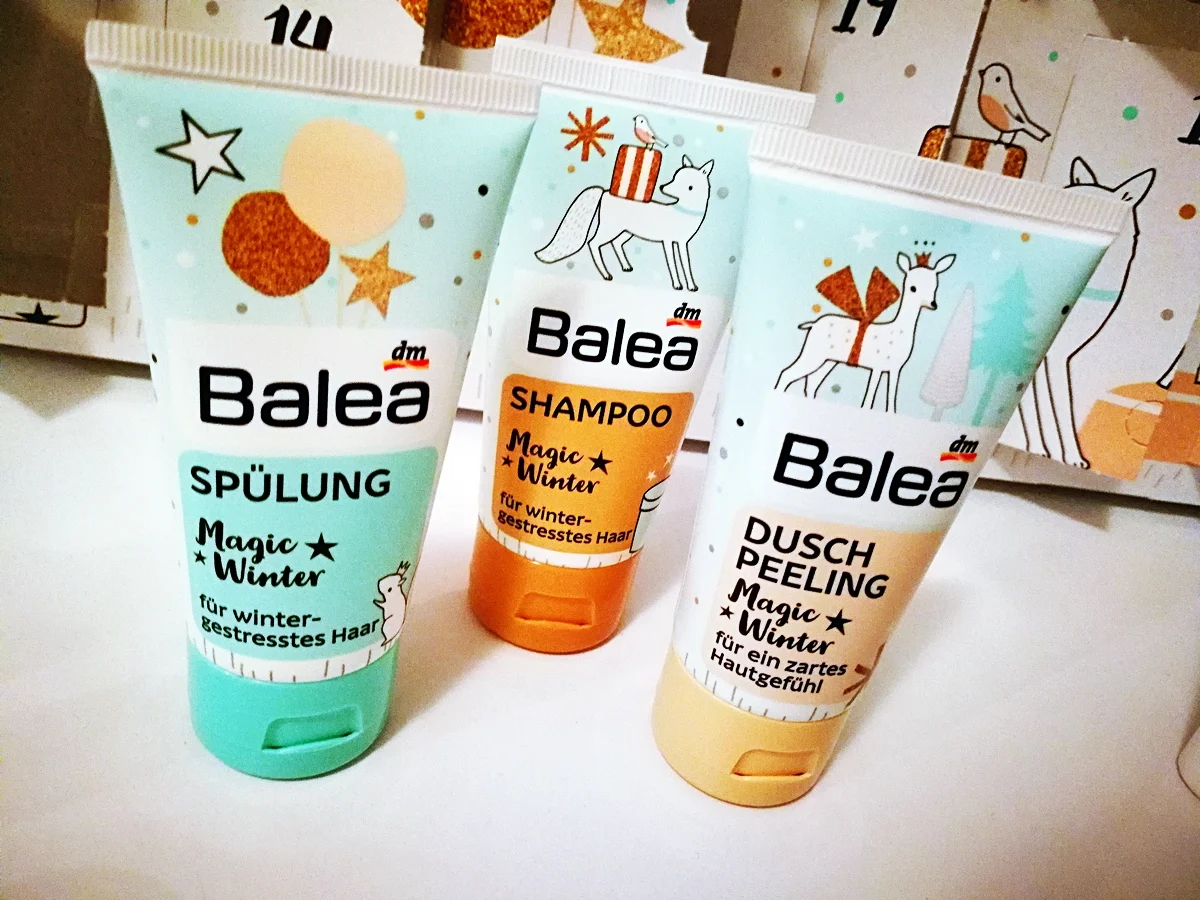 14
19
dm
Balea
SPÜLUNG
Magic
Winter
für winter-
gestresstes Haar
dm
Balea
SHAMPOO
Magic
Winter
für winter-
gestresstes Haar
dm
Balea
DUSCH
PEELING
Magic
Winter
für ein zartes
Hautgefühl